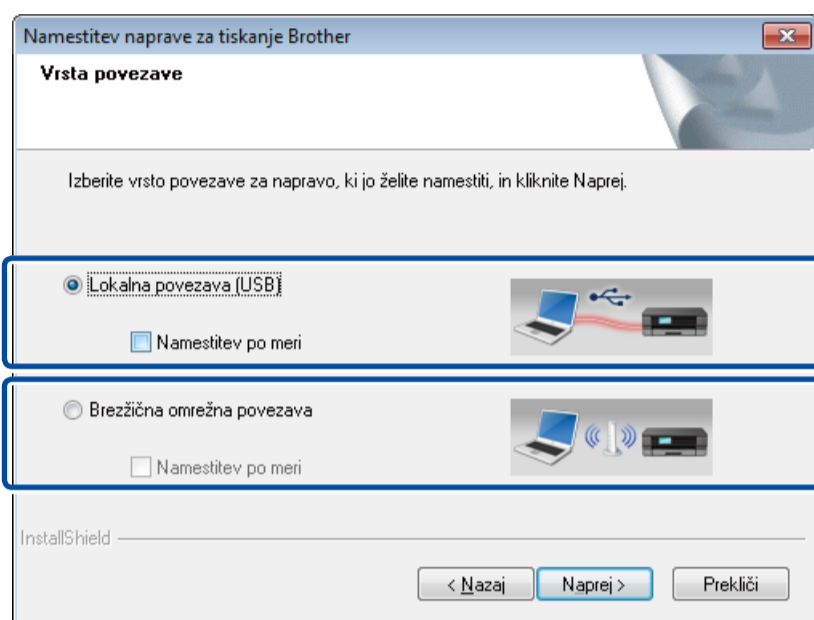 Namestitev naprave za tiskanje Brother
Vrsta povezave
Izberite vrsto povezave za napravo, ki jo želite namestiti, in kliknite Naprej.
Lokalna povezava (USB)
Namestitev po meri
Brezžična omrežna povezava
Namestitev po meri
InstallShield
< Nazaj Naprej > Prekliči